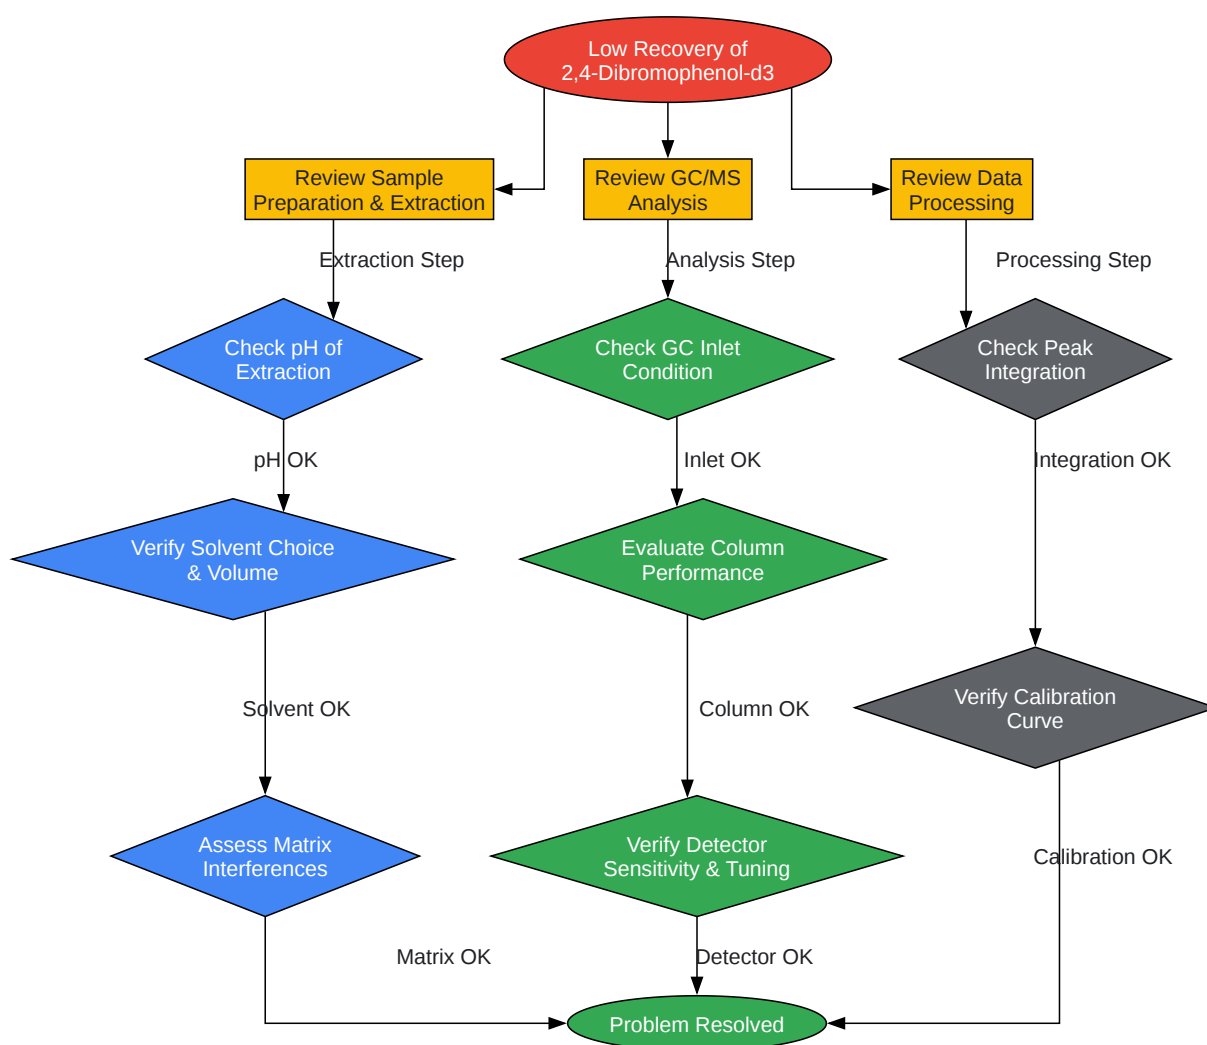 Low Recovery of
2,4-Dibromophenol-d3
Review Sample
Preparation & Extraction
Review GC/MS
Analysis
Review Data
Processing
Extraction Step
Analysis Step
Processing Step
Check pH of
Extraction
Check GC Inlet
Condition
Check Peak
Integration
pH OK
Inlet OK
Integration OK
Verify Solvent Choice
& Volume
Evaluate Column
Performance
Solvent OK
Column OK
Verify Calibration
Curve
Assess Matrix
Interferences
Verify Detector
Sensitivity & Tuning
Calibration OK
Matrix OK
Detector OK
Problem Resolved